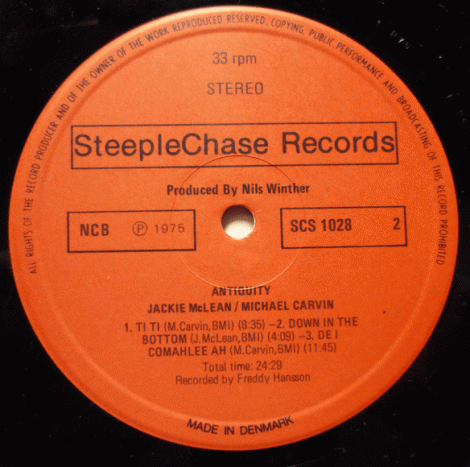 ALL RIGHTS OF THE RECORD PRODUCER AND OF THE OWNER OF THE WORK REPRODUCED RESERVED, COPYING, PUBLIC PERFORMANCE AND BROADCASTING OF THIS RECORD PROHIBITED
33 rpm
STEREO
SteepleChase Records
Produced By Nils Winther
NCB Ⓟ 1975
SCS 1028 2
ANTIQUITY
JACKIE McLEAN / MICHAEL CARVIN
1. TI TI (M.Carvin,BMI) (8:35) –2. DOWN IN THE
BOTTOM (J.McLean,BMI) (4:09) –3. DE I
COMAHLEE AH (M.Carvin,BMI) (11:45)
Total time: 24:29
Recorded by Freddy Hansson
MADE IN DENMARK